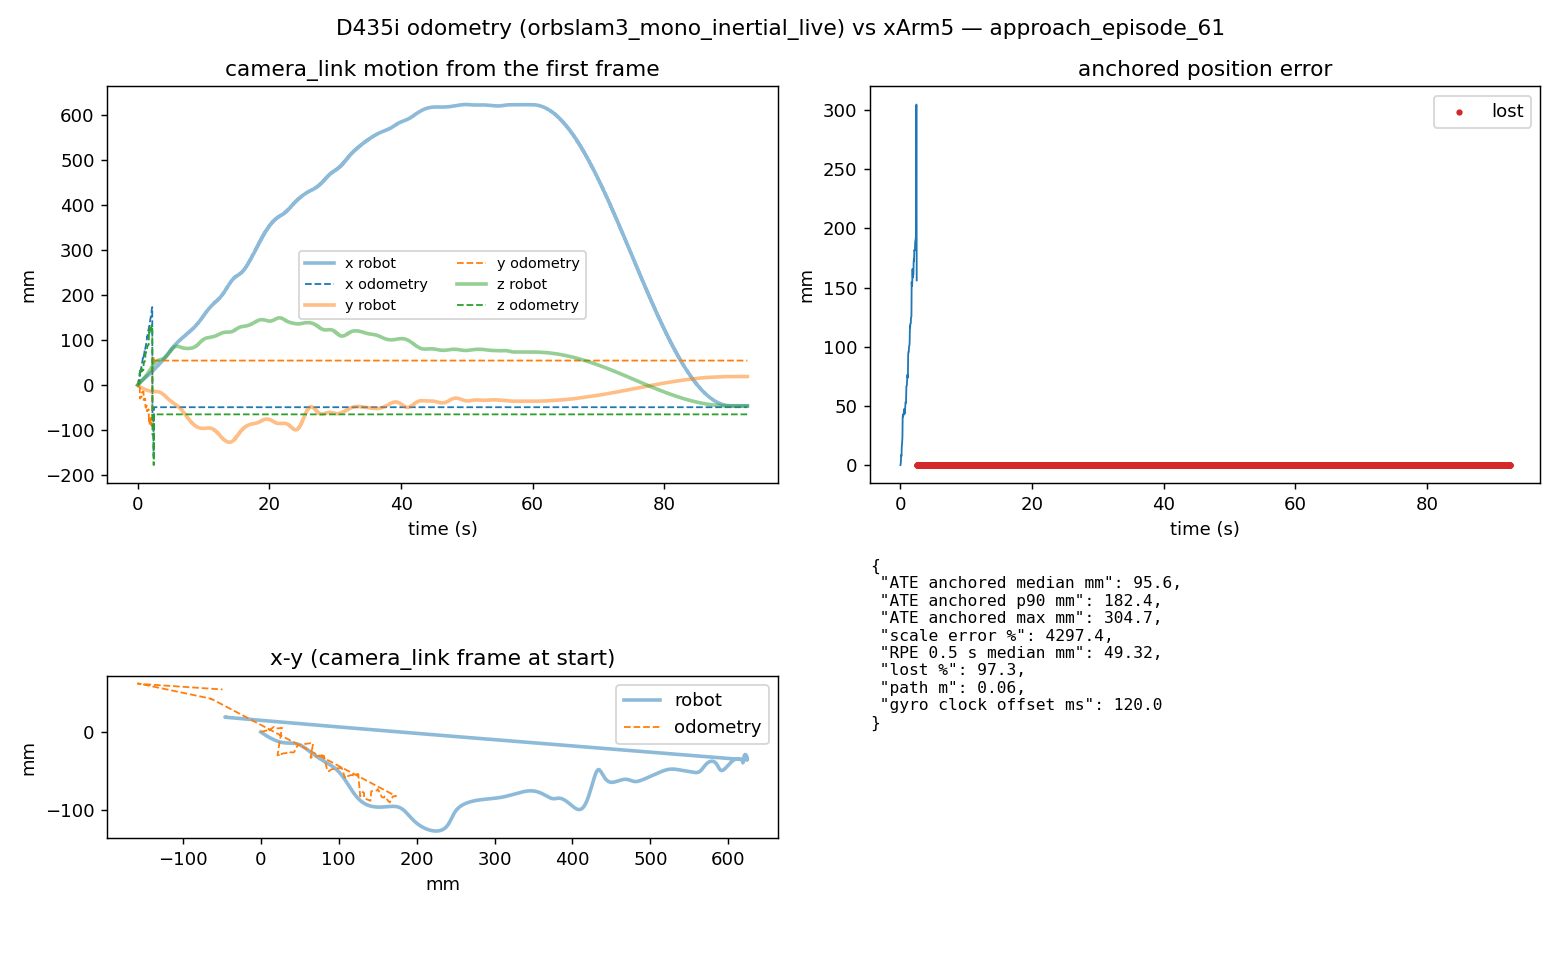 D435i odometry (orbslam3_mono_inertial_live) vs xArm5 — approach_episode_61
camera_link motion from the first frame
mm
600
500
400
300
200
100
0
−100
−200
x robot
x odometry
y robot
y odometry
z robot
z odometry
0
20
40
60
80
time (s)
anchored position error
mm
300
250
200
150
100
50
0
lost
0
20
40
60
80
time (s)
x-y (camera_link frame at start)
mm
0
−100
robot
odometry
−100
0
100
200
300
400
500
600
mm
{
"ATE anchored median mm": 95.6,
"ATE anchored p90 mm": 182.4,
"ATE anchored max mm": 304.7,
"scale error %": 4297.4,
"RPE 0.5 s median mm": 49.32,
"lost %": 97.3,
"path m": 0.06,
"gyro clock offset ms": 120.0
}